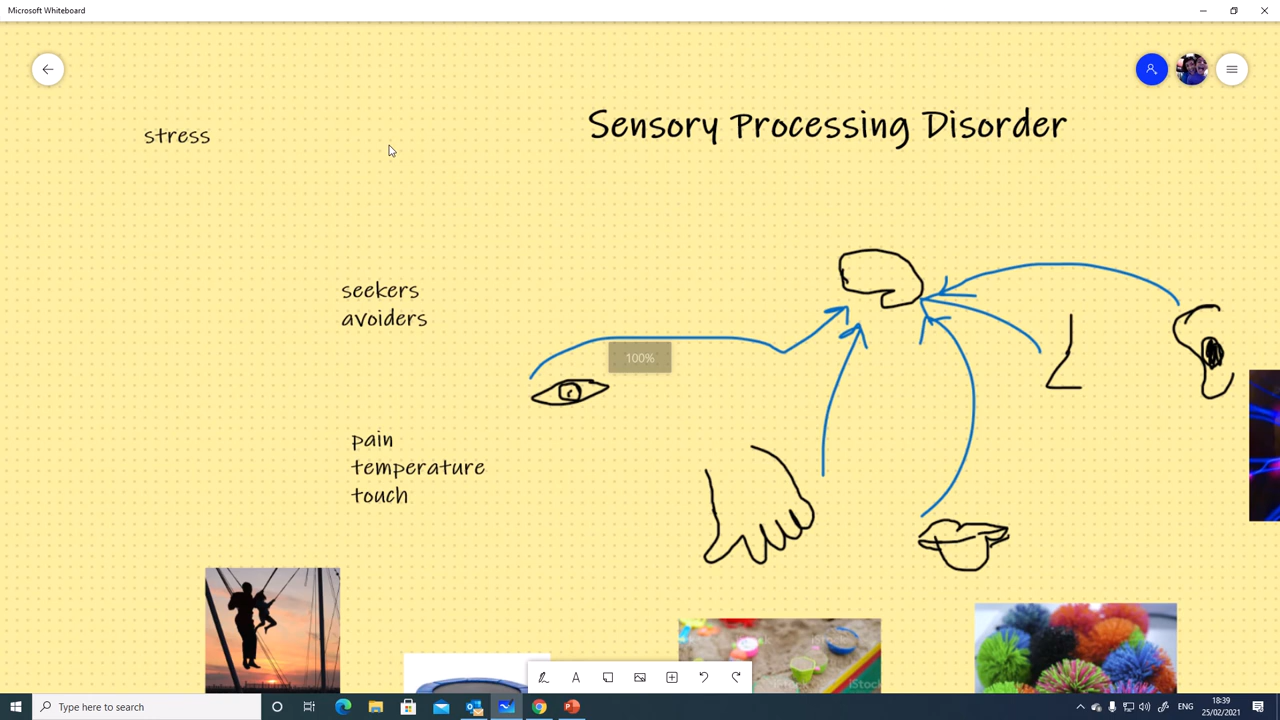 Microsoft Whiteboard
Sensory Processing Disorder
stress
seekers
avoiders
100%
pain
temperature
touch
iStock
A
Type here to search
ENG
18:39
25/02/2021